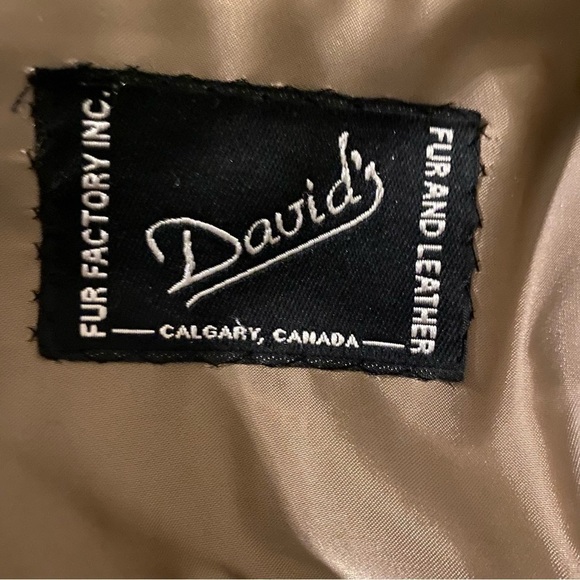 FUR FACTORY INC.
David's
FUR AND LEATHER
CALGARY, CANADA